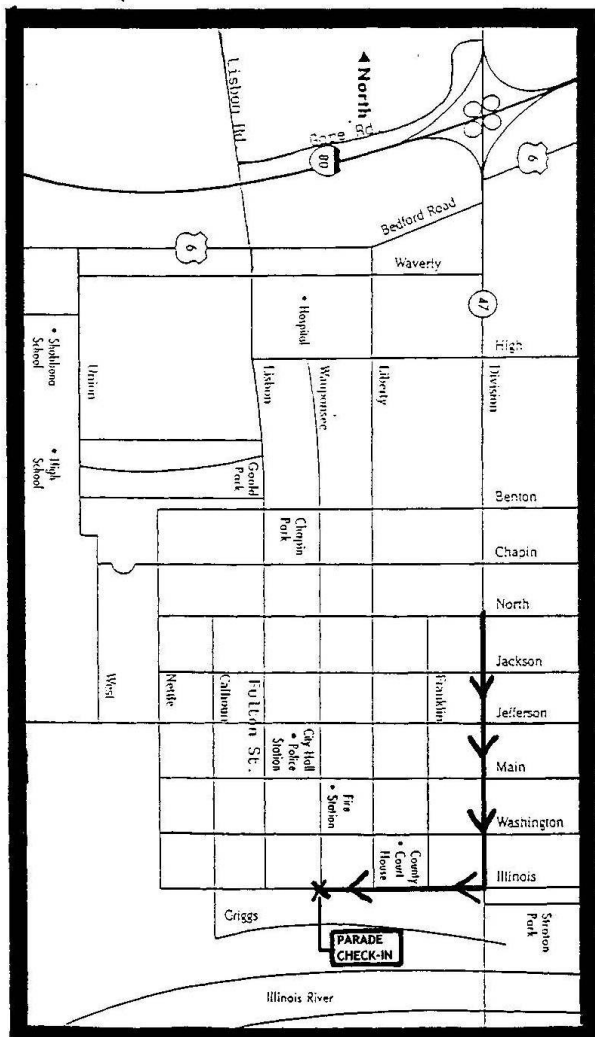 Lisbon Rd.
North
Rd.
80
6
6
Bedford Road
Waverly
47
Hospital
High
Shabbona
School
High
School
Union
Lisbon
Wauponsee
Liberty
Division
Goold
Park
Benton
Chapin
Park
Chapin
North
Jackson
West
Nettle
Calhoun
Fulton St.
Franklin
Jefferson
City Hall
Police
Station
Main
Fire
Station
Washington
County
Court
House
Illinois
Griggs
Stratton
Park
PARADE
CHECK-IN
Illinois River